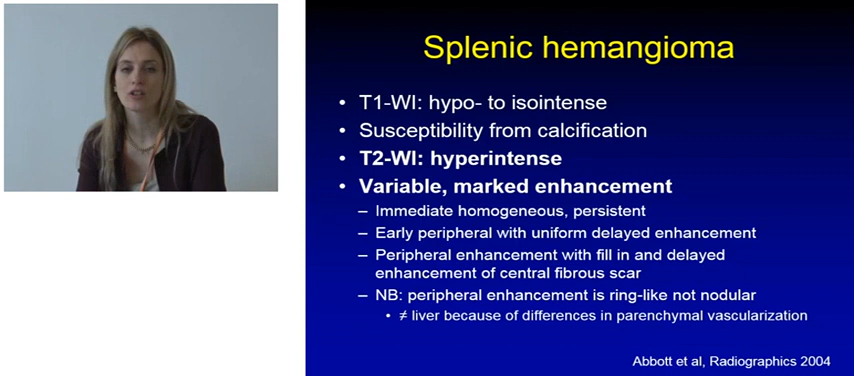 Splenic hemangioma
• T1-WI: hypo- to isointense
• Susceptibility from calcification
• T2-WI: hyperintense
• Variable, marked enhancement
– Immediate homogeneous, persistent
– Early peripheral with uniform delayed enhancement
– Peripheral enhancement with fill in and delayed
enhancement of central fibrous scar
– NB: peripheral enhancement is ring-like not nodular
• ≠ liver because of differences in parenchymal vascularization
Abbott et al, Radiographics 2004